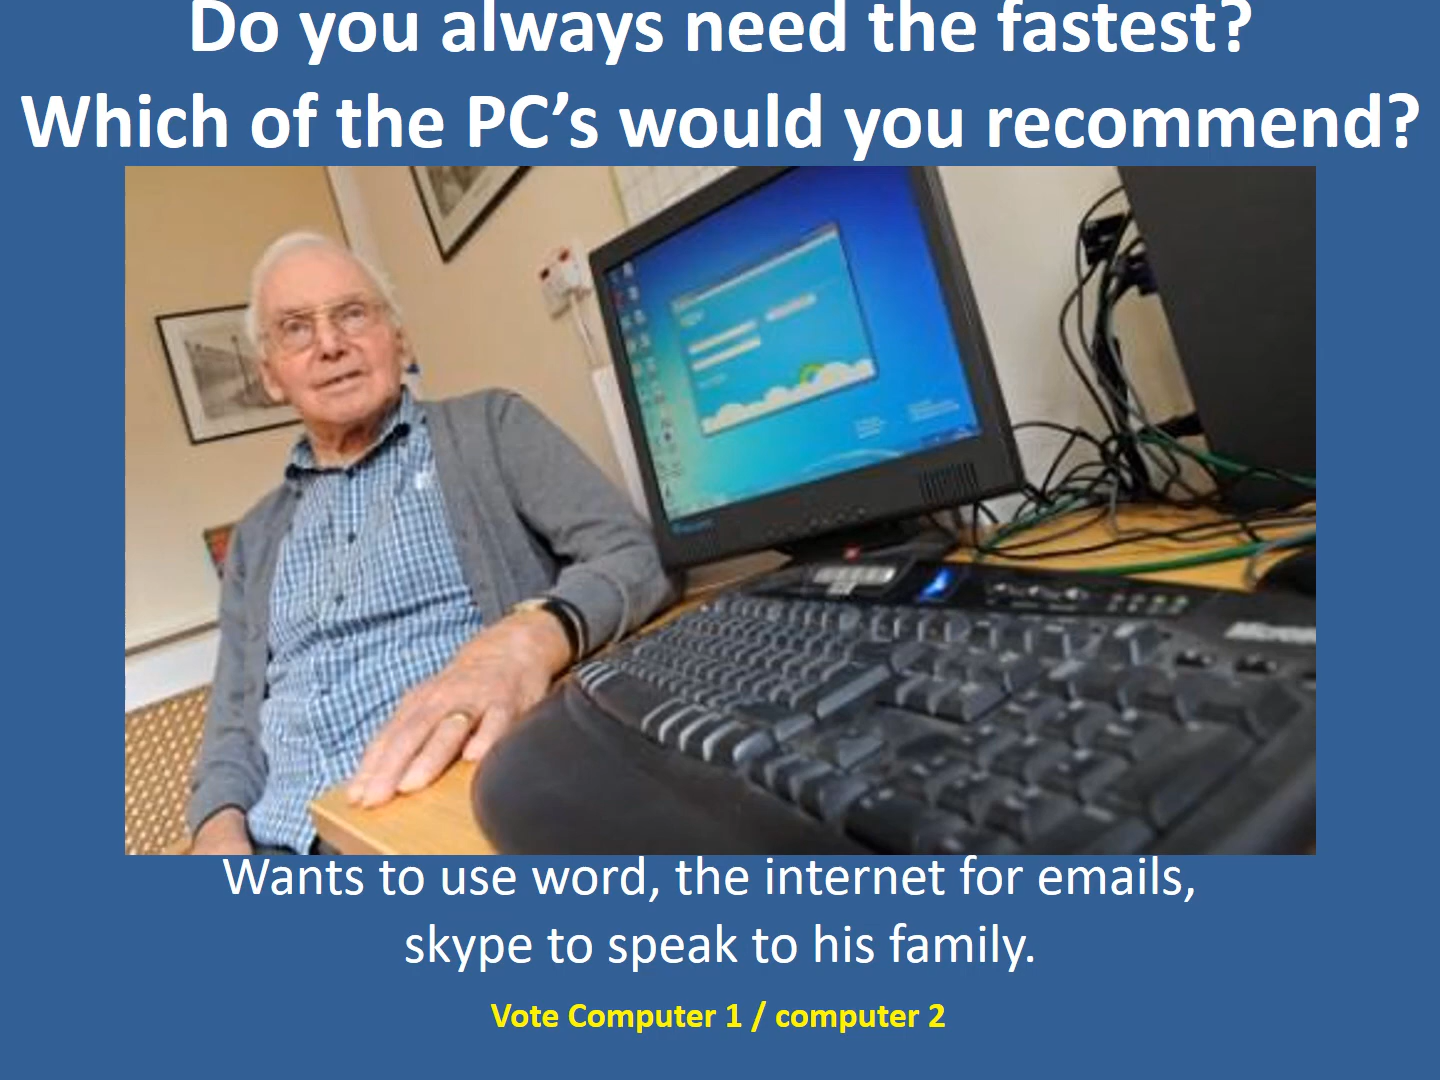 Do you always need the fastest?
Which of the PC’s would you recommend?
Wants to use word, the internet for emails,
skype to speak to his family.
Vote Computer 1 / computer 2